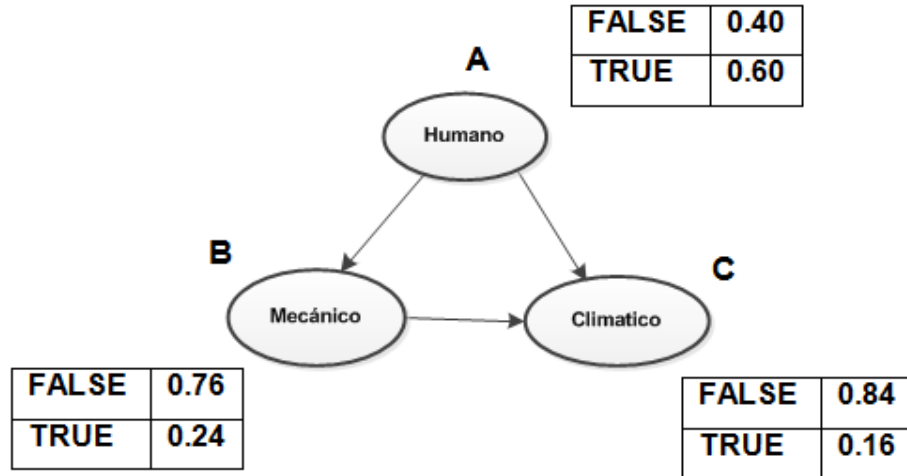 FALSE 0.40
TRUE 0.60
A
Humano
B
C
Mecánico
Climatico
FALSE 0.76
TRUE 0.24
FALSE 0.84
TRUE 0.16